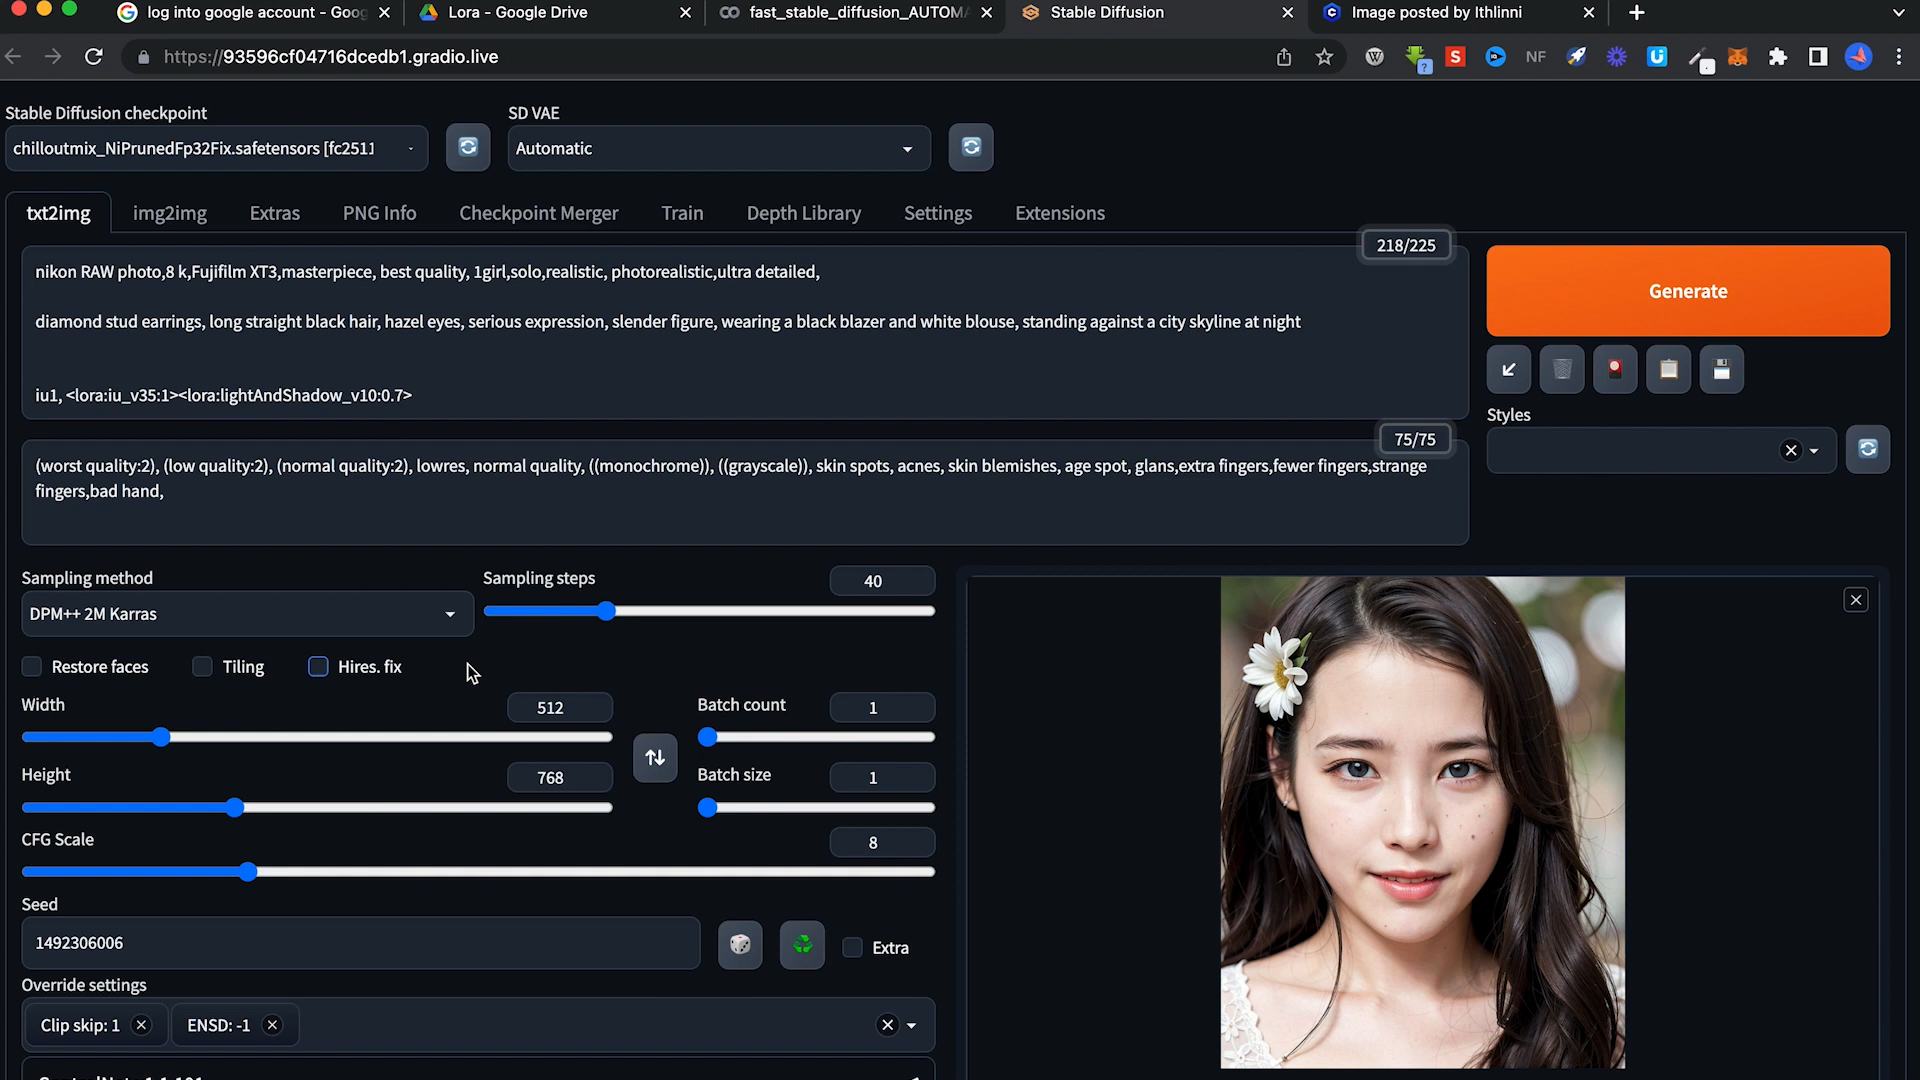 log into google account - Goog
Lora - Google Drive
fast_stable_diffusion_AUTOMA
Stable Diffusion
Image posted by Ithlinni
https://93596cf04716dcedb1.gradio.live
NF
Stable Diffusion checkpoint
SD VAE
chilloutmix_NiPrunedFp32Fix.safetensors [fc2511
Automatic
txt2img
img2img
Extras
PNG Info
Checkpoint Merger
Train
Depth Library
Settings
Extensions
218/225
nikon RAW photo,8 k,Fujifilm XT3,masterpiece, best quality, 1girl,solo,realistic, photorealistic,ultra detailed,
diamond stud earrings, long straight black hair, hazel eyes, serious expression, slender figure, wearing a black blazer and white blouse, standing against a city skyline at night
iu1, <lora:iu_v35:1><lora:lightAndShadow_v10:0.7>
Generate
Styles
75/75
(worst quality:2), (low quality:2), (normal quality:2), lowres, normal quality, ((monochrome)), ((grayscale)), skin spots, acnes, skin blemishes, age spot, glans,extra fingers,fewer fingers,strange
fingers,bad hand,
Sampling method
Sampling steps
40
DPM++ 2M Karras
Restore faces
Tiling
Hires. fix
Width
512
Batch count
1
Height
768
Batch size
1
CFG Scale
8
Seed
1492306006
Extra
Override settings
Clip skip: 1
ENSD: -1